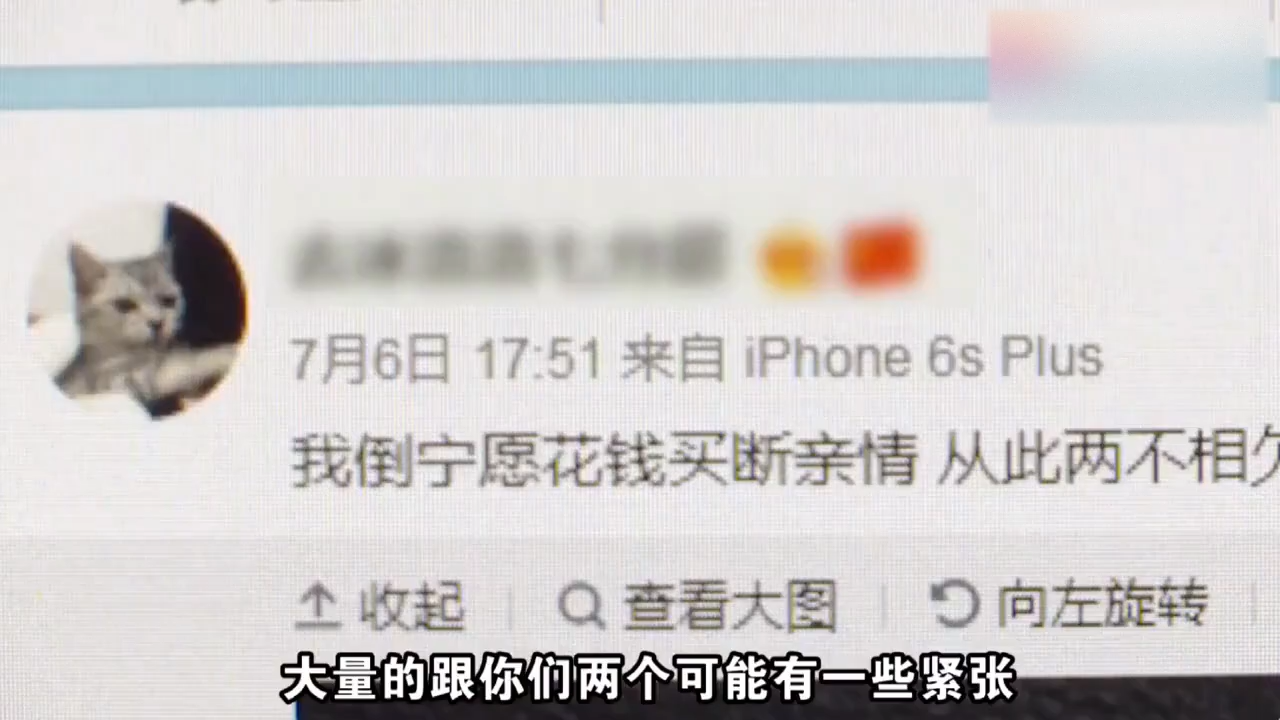 7月6日 17:51 来自 iPhone 6s Plus
我倒宁愿花钱买断亲情 从此两不相欠
收起 查看大图 向左旋转
大量的跟你们两个可能有一些紧张